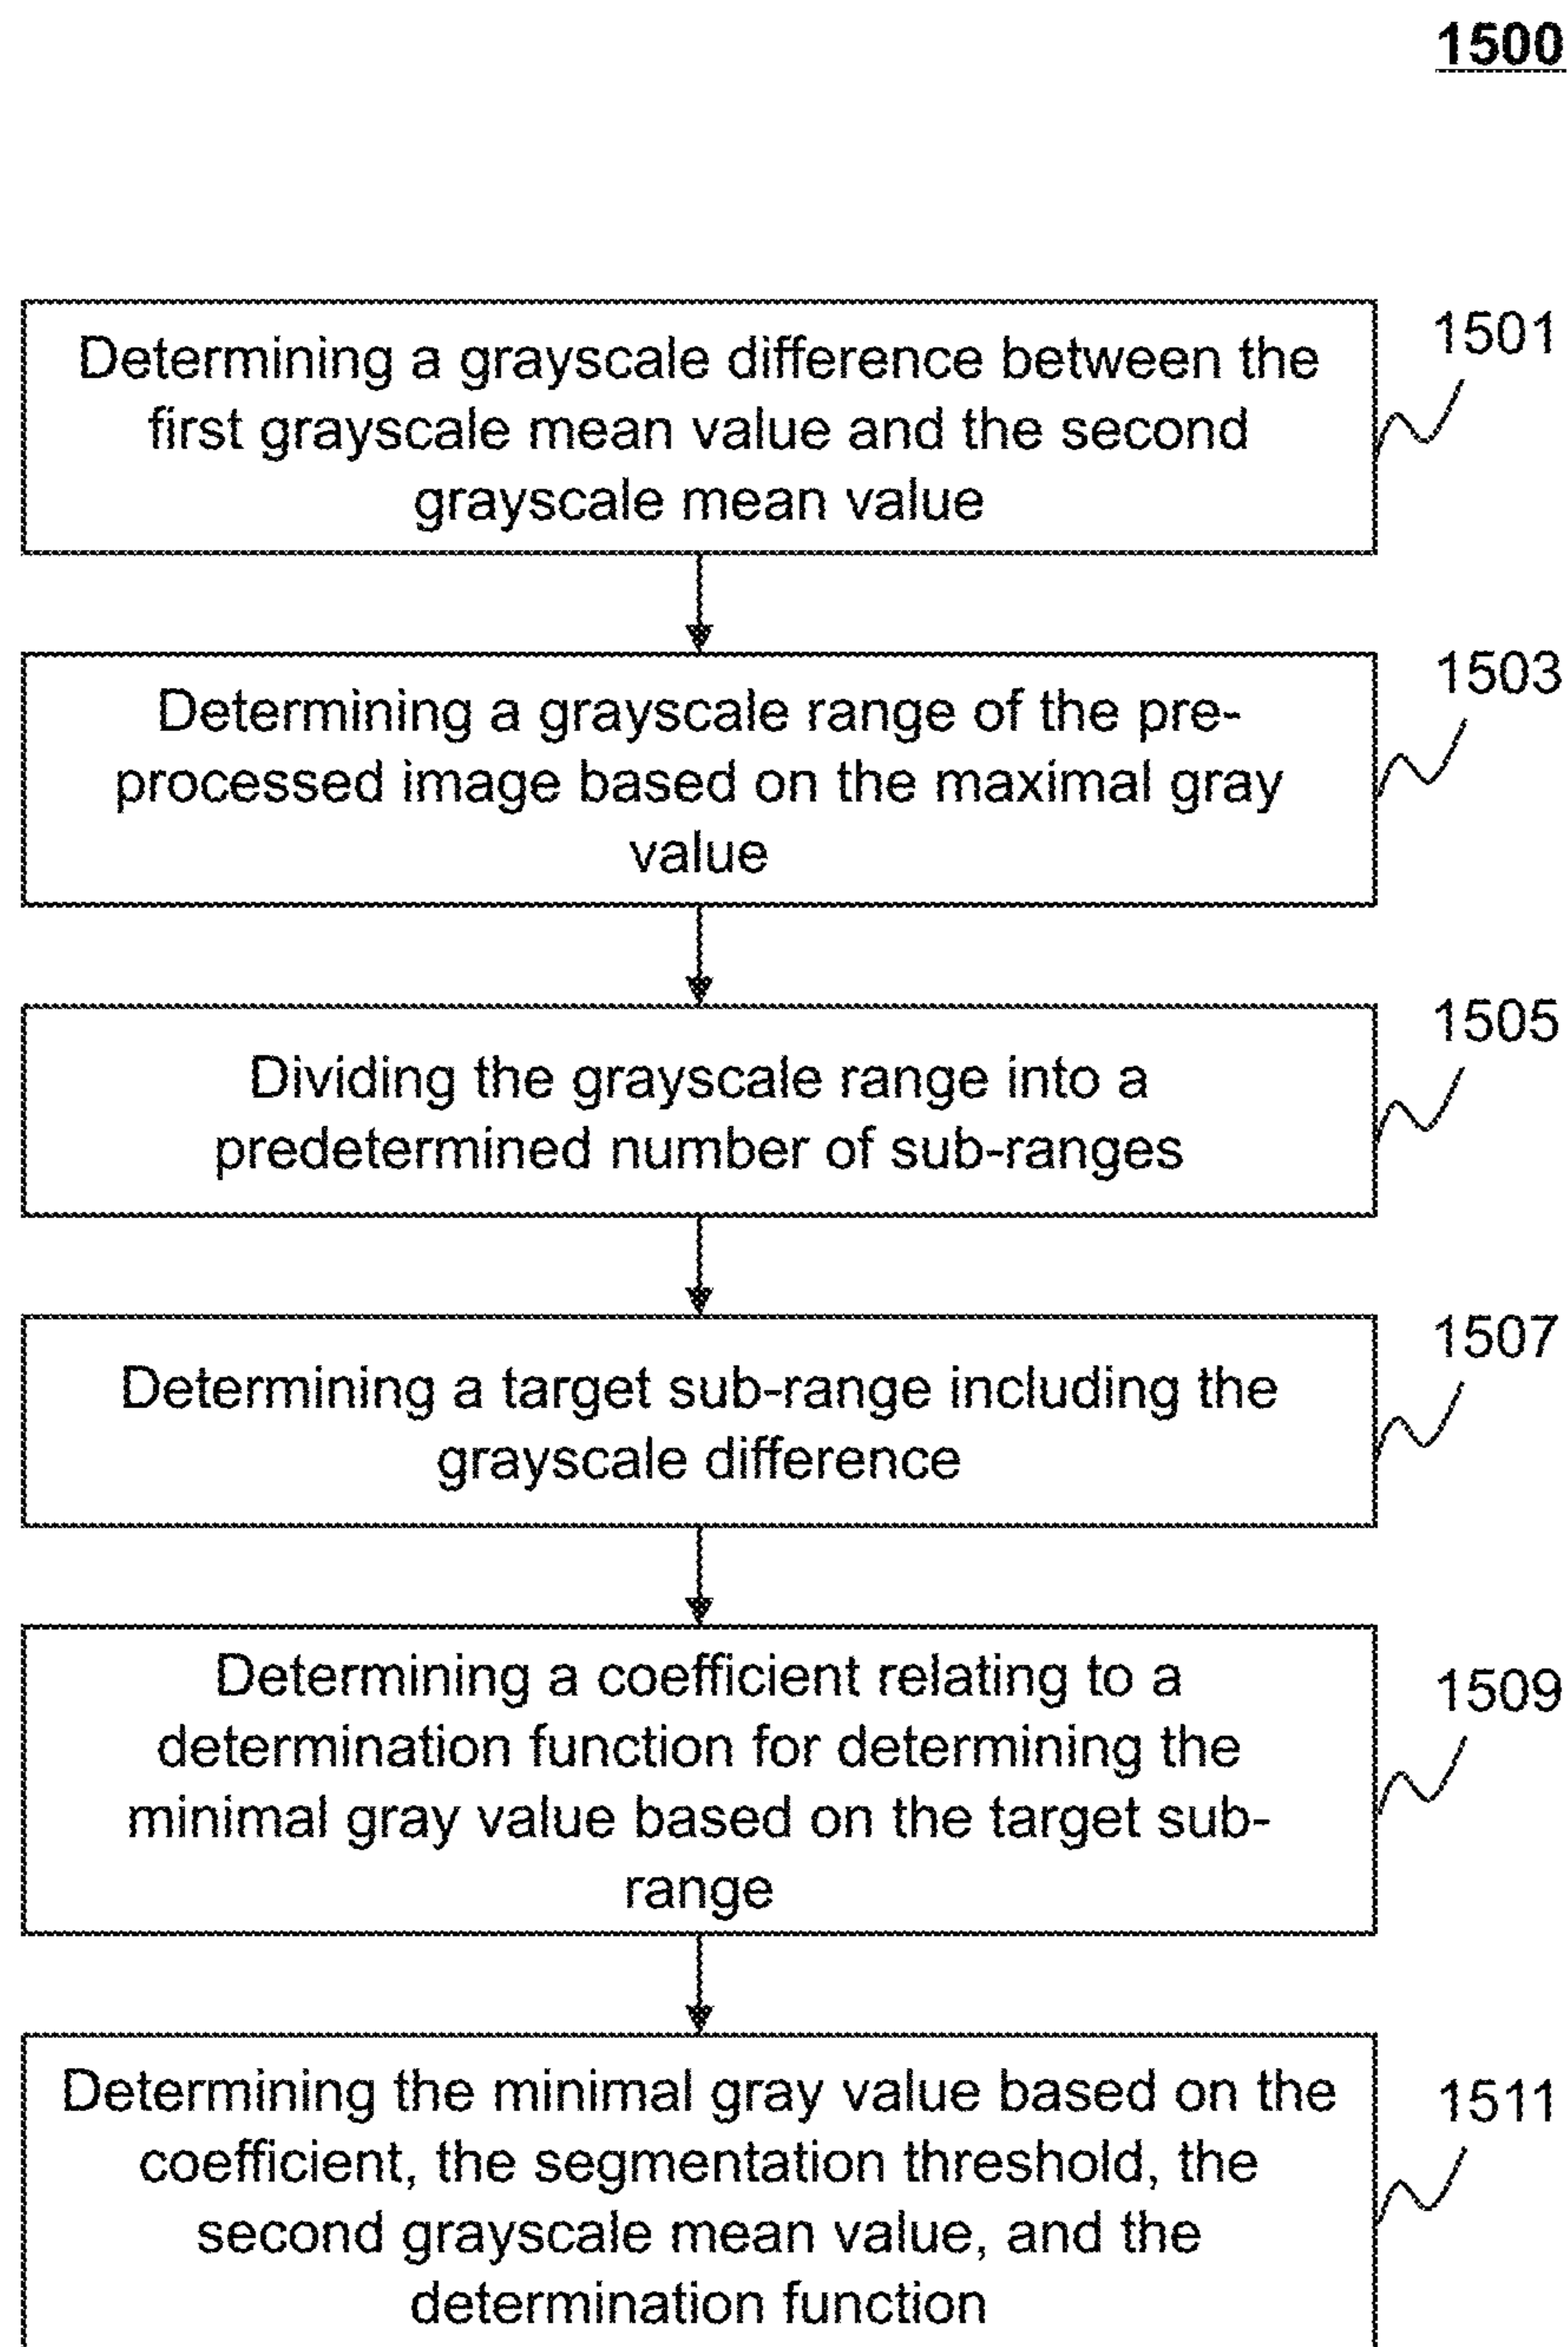 1500
Determining a grayscale difference between the
first grayscale mean value and the second
grayscale mean value
1501
Determining a grayscale range of the pre-
processed image based on the maximal gray
value
1503
Dividing the grayscale range into a
predetermined number of sub-ranges
1505
Determining a target sub-range including the
grayscale difference
1507
Determining a coefficient relating to a
determination function for determining the
minimal gray value based on the target sub-
range
1509
Determining the minimal gray value based on the
coefficient, the segmentation threshold, the
second grayscale mean value, and the
determination function
1511